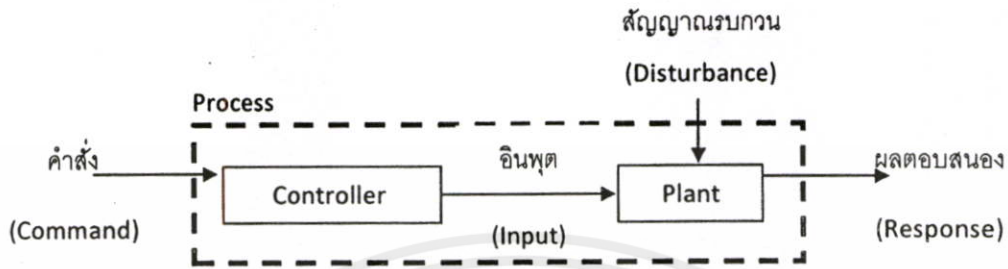 สัญญาณรบกวน
(Disturbance)
Process
คำสั่ง
อินพุต
ผลตอบสนอง
Controller
Plant
(Command)
(Input)
(Response)